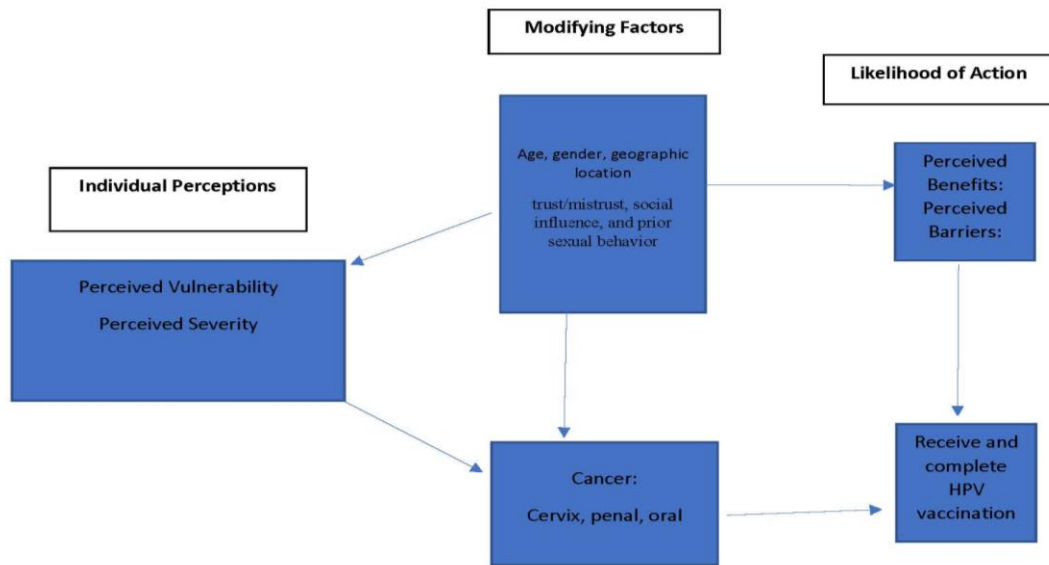 Modifying Factors
Likelihood of Action
Individual Perceptions
Age, gender, geographic
location
trust/mistrust, social
influence, and prior
sexual behavior
Perceived
Benefits:
Perceived
Barriers:
Perceived Vulnerability
Perceived Severity
Cancer:
Cervix, penal, oral
Receive and
complete
HPV
vaccination